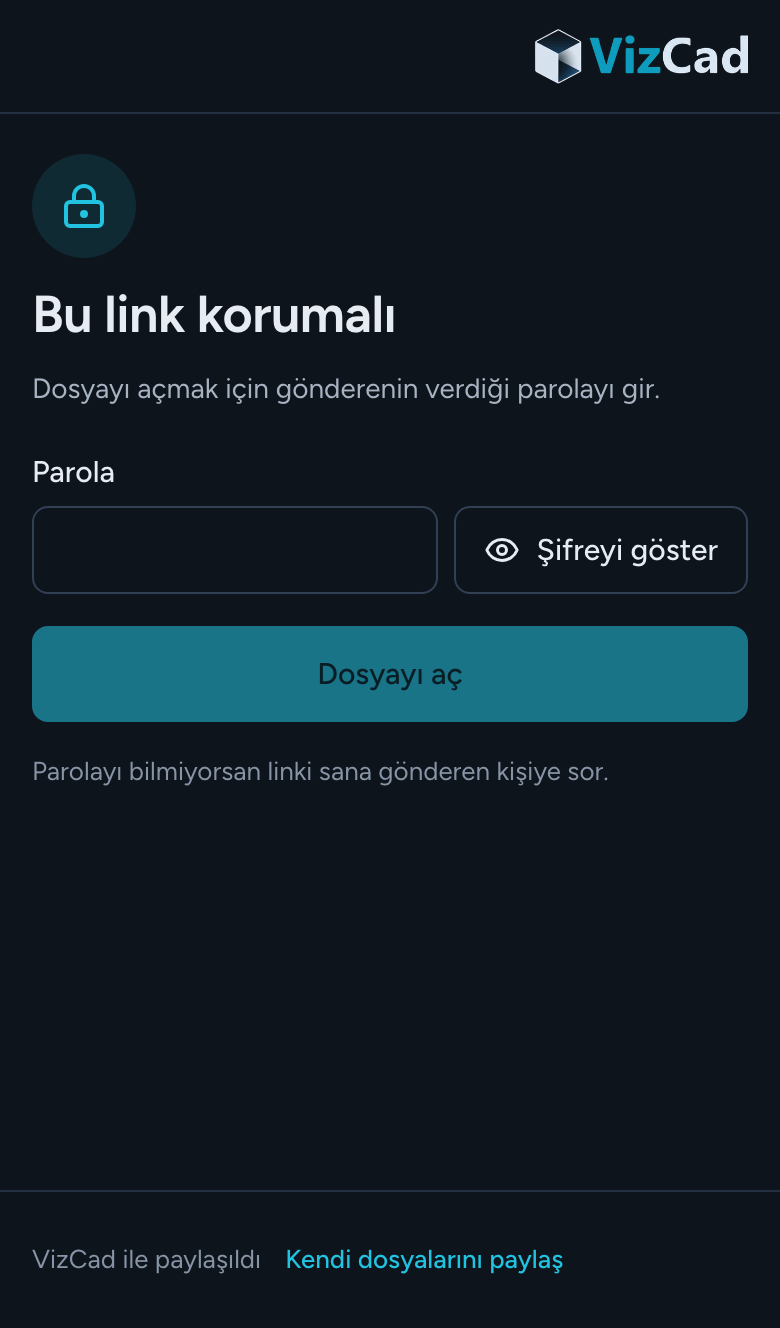 VizCad
Bu link korumalı
Dosyayı açmak için gönderenin verdiği parolayı gir.
Parola
Şifreyi göster
Dosyayı aç
Parolayı bilmiyorsan linki sana gönderen kişiye sor.
VizCad ile paylaşıldı Kendi dosyalarını paylaş